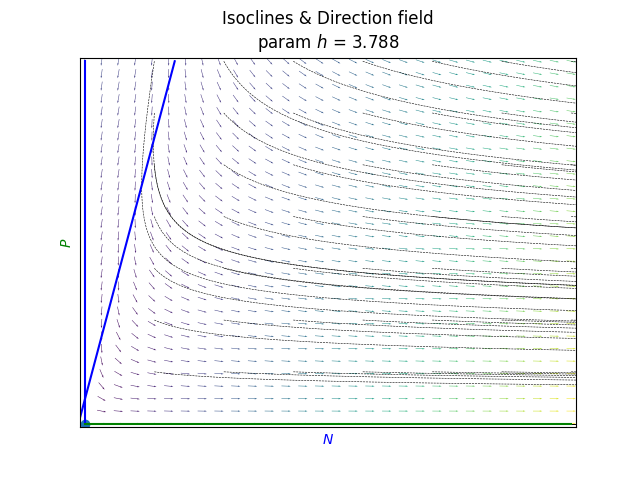 Isoclines & Direction field
param h = 3.788
P
N